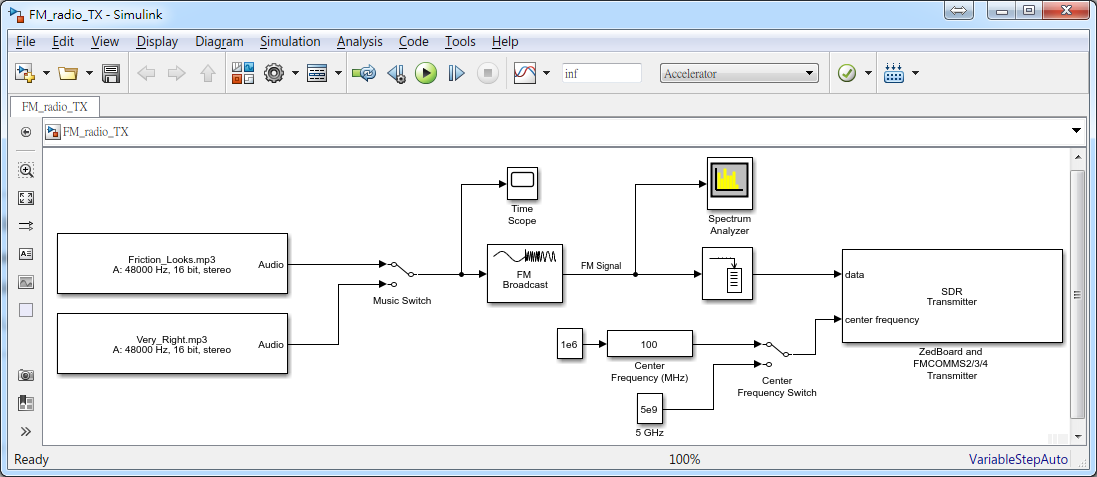 FM_radio_TX - Simulink
File Edit View Display Diagram Simulation Analysis Code Tools Help
inf
Accelerator
FM_radio_TX
FM_radio_TX
Friction_Looks.mp3
A: 48000 Hz, 16 bit, stereo
Audio
Very_Right.mp3
A: 48000 Hz, 16 bit, stereo
Audio
Music Switch
Time
Scope
FM
Broadcast
FM Signal
Spectrum
Analyzer
1e6
100
Center
Frequency (MHz)
5e9
5 GHz
Center
Frequency Switch
data
center frequency
SDR
Transmitter
ZedBoard and
FMCOMMS2/3/4
Transmitter
Ready
100%
VariableStepAuto